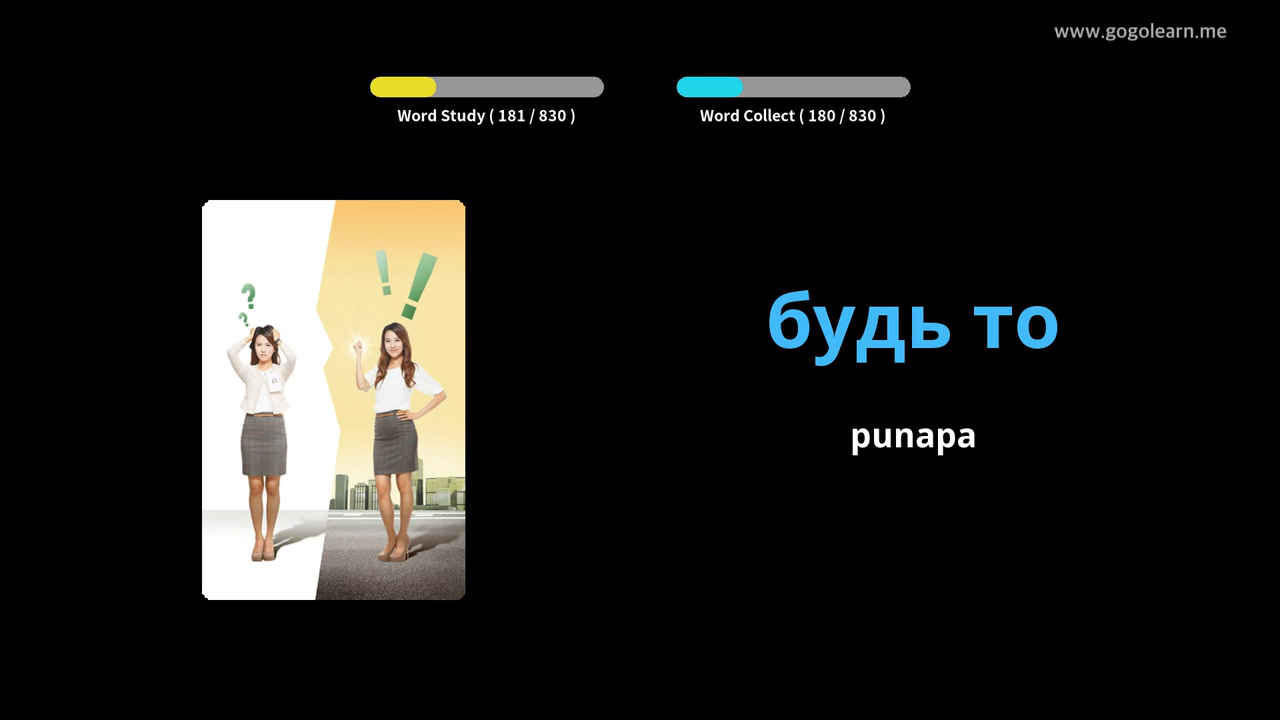 www.gogolearn.me
Word Study ( 181 / 830 )
Word Collect ( 180 / 830 )
будь то
punapa